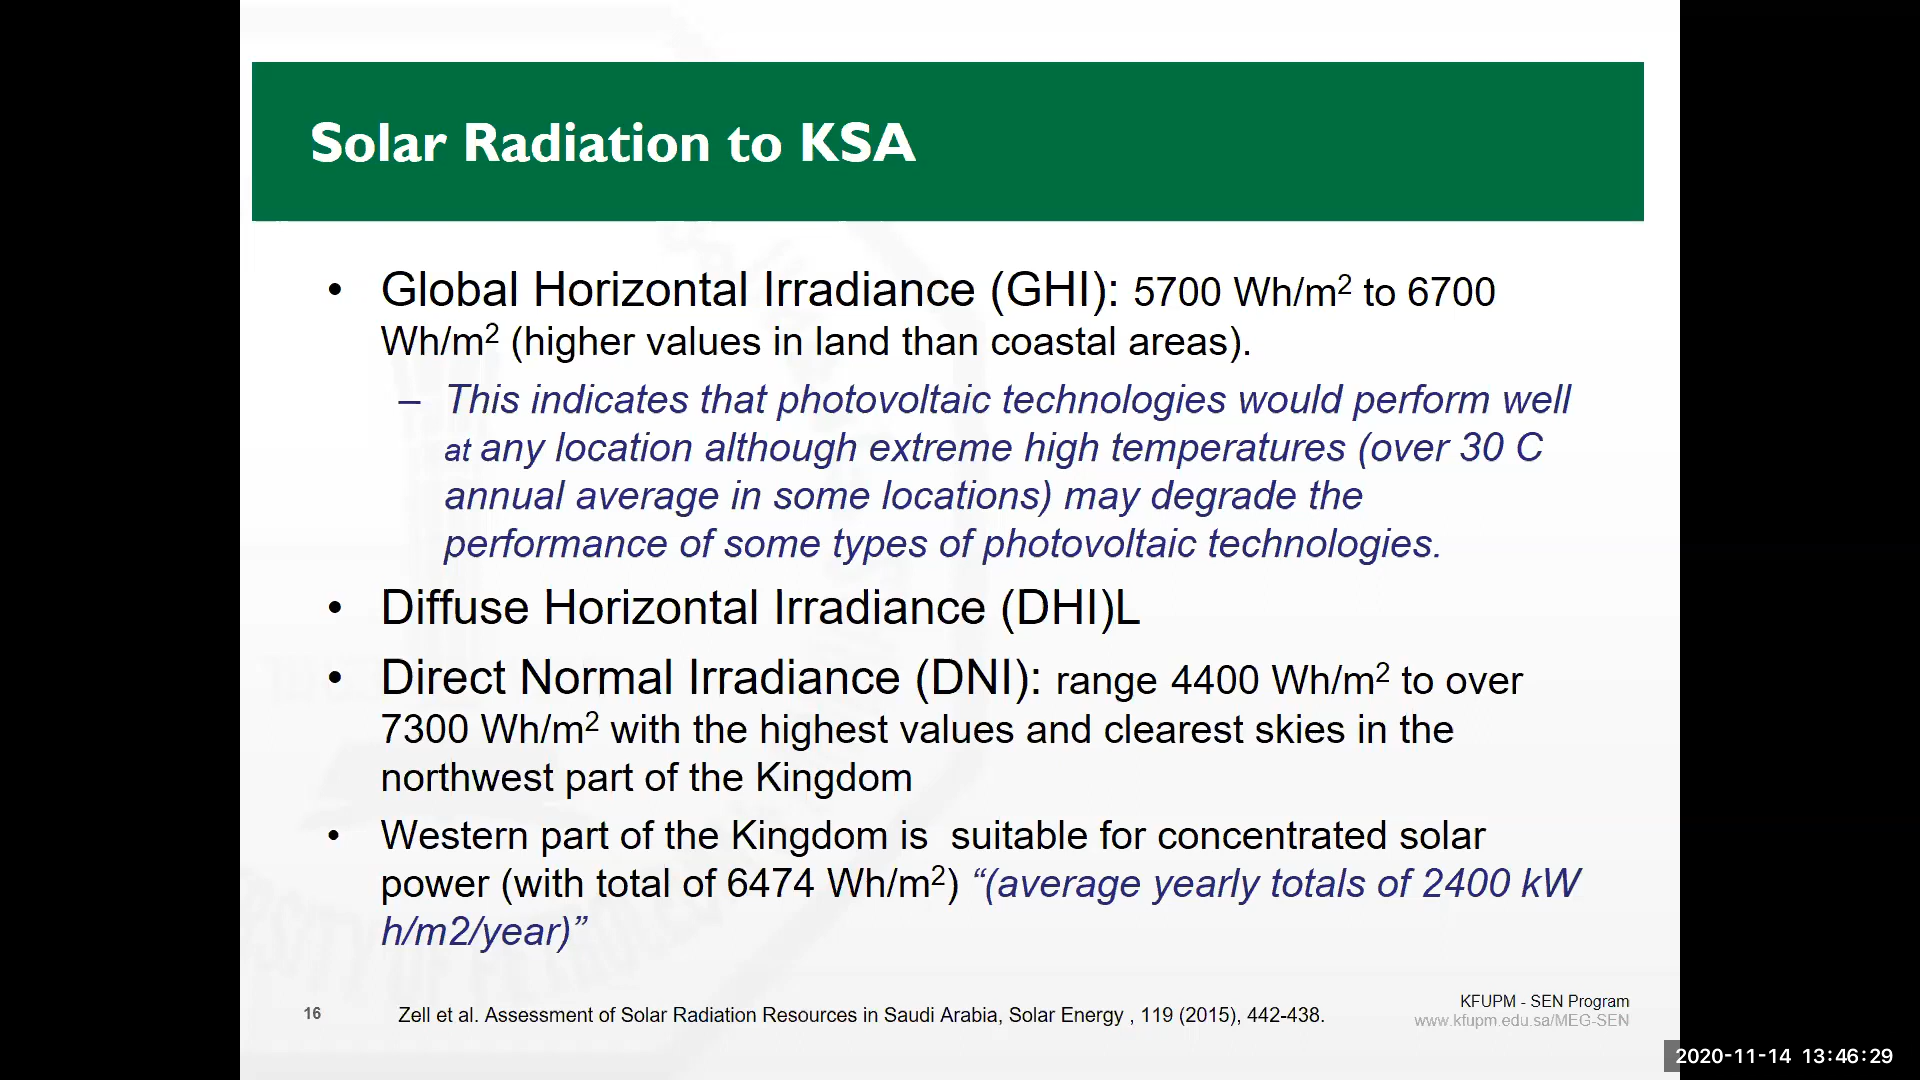 Solar Radiation to KSA
• Global Horizontal Irradiance (GHI): 5700 Wh/m² to 6700
Wh/m² (higher values in land than coastal areas).
– This indicates that photovoltaic technologies would perform well
at any location although extreme high temperatures (over 30 C
annual average in some locations) may degrade the
performance of some types of photovoltaic technologies.
• Diffuse Horizontal Irradiance (DHI)L
• Direct Normal Irradiance (DNI): range 4400 Wh/m² to over
7300 Wh/m² with the highest values and clearest skies in the
northwest part of the Kingdom
• Western part of the Kingdom is  suitable for concentrated solar
power (with total of 6474 Wh/m²) “(average yearly totals of 2400 kW
h/m2/year)”
16
Zell et al. Assessment of Solar Radiation Resources in Saudi Arabia, Solar Energy , 119 (2015), 442-438.
KFUPM - SEN Program
www.kfupm.edu.sa/MEG-SEN
2020-11-14 13:46:29